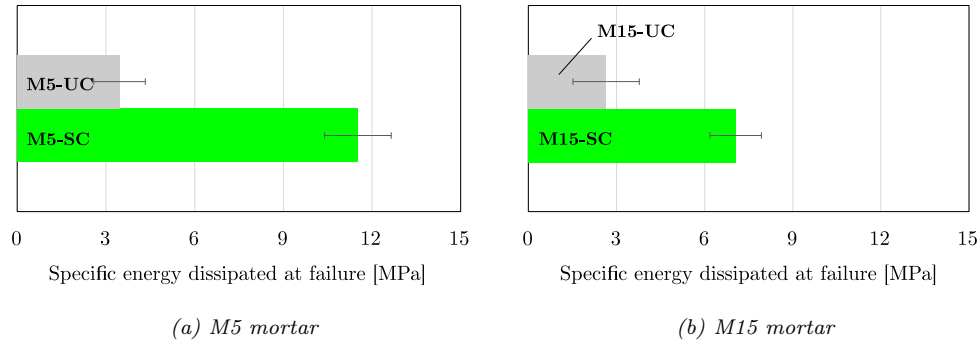 M5-UC
M5-SC
0 3 6 9 12 15
Specific energy dissipated at failure [MPa]
(a) M5 mortar
M15-UC
M15-SC
0 3 6 9 12 15
Specific energy dissipated at failure [MPa]
(b) M15 mortar